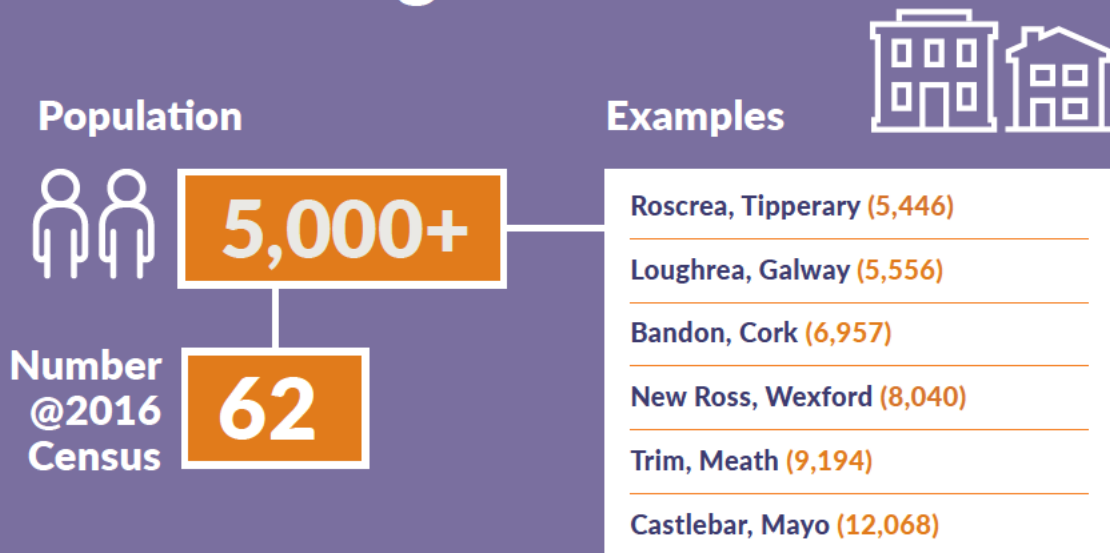 Population
5,000+
Number
@2016
Census
62
Examples
Roscrea, Tipperary (5,446)
Loughrea, Galway (5,556)
Bandon, Cork (6,957)
New Ross, Wexford (8,040)
Trim, Meath (9,194)
Castlebar, Mayo (12,068)